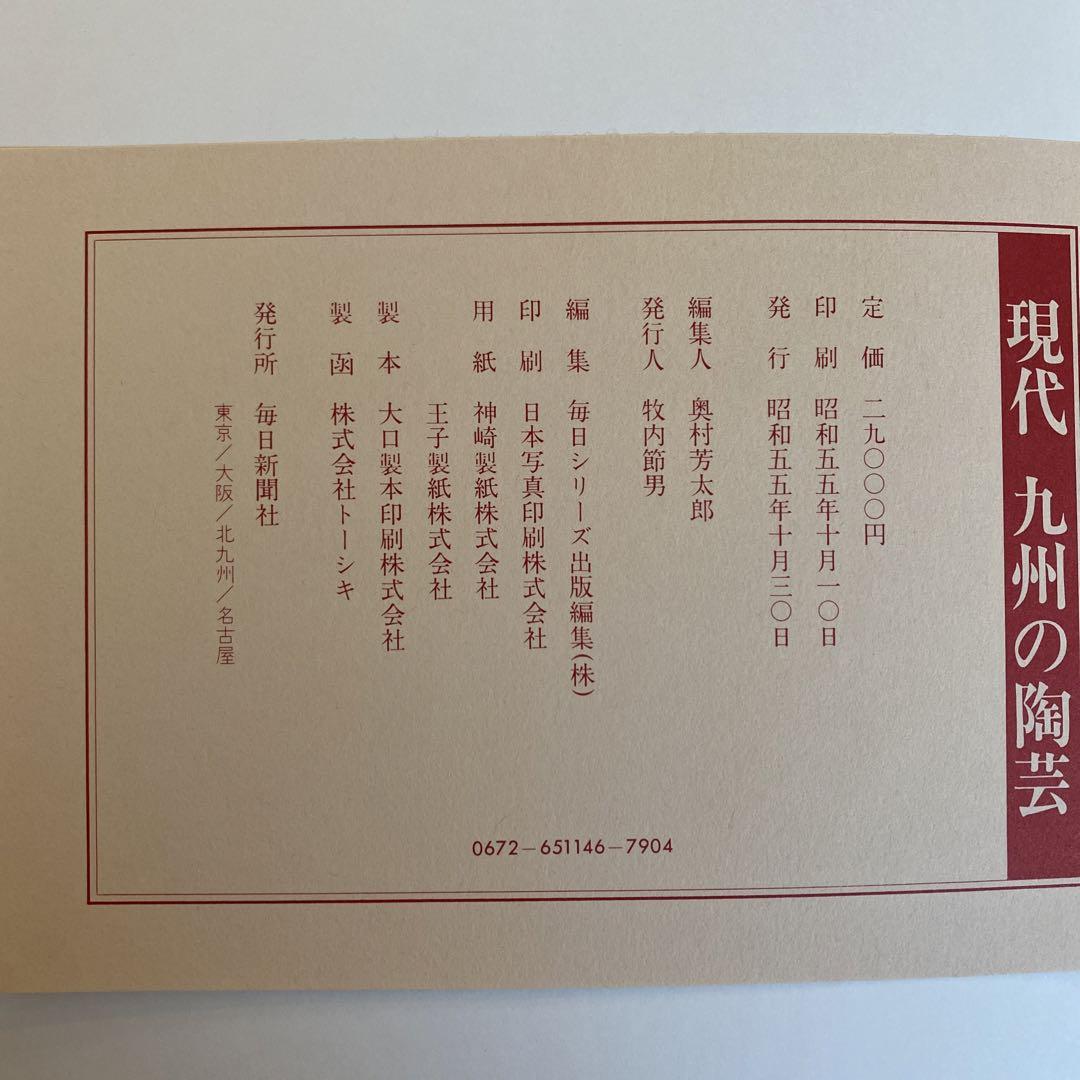 現代 九州の陶芸
定価 二九〇〇〇円
印刷 昭和五五年十月一〇日
発行 昭和五五年十月三〇日
編集人 奥村芳太郎
発行人 牧内節男
編集 毎日シリーズ出版編集(株)
印刷 日本写真印刷株式会社
用紙 神崎製紙株式会社
王子製紙株式会社
製本 大口製本印刷株式会社
製函 株式会社トーシキ
発行所 毎日新聞社
東京/大阪/北九州/名古屋
0672-651146-7904